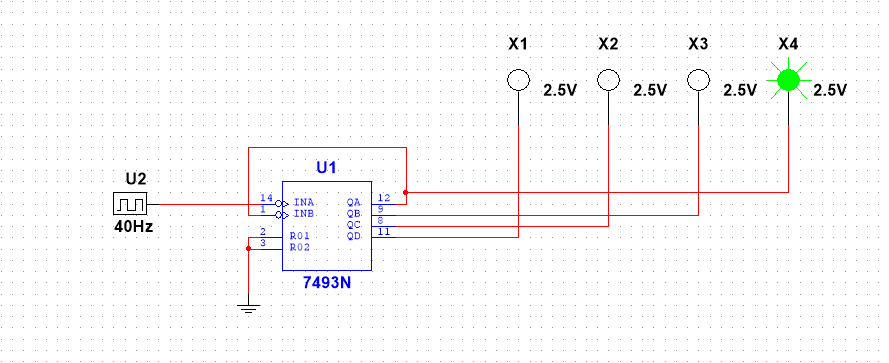 X1 X2 X3 X4
2.5V 2.5V 2.5V 2.5V
U2
40Hz
U1
14 INA QA 12
1 INB QB 9
QC 8
2 R01 QD 11
3 R02
7493N